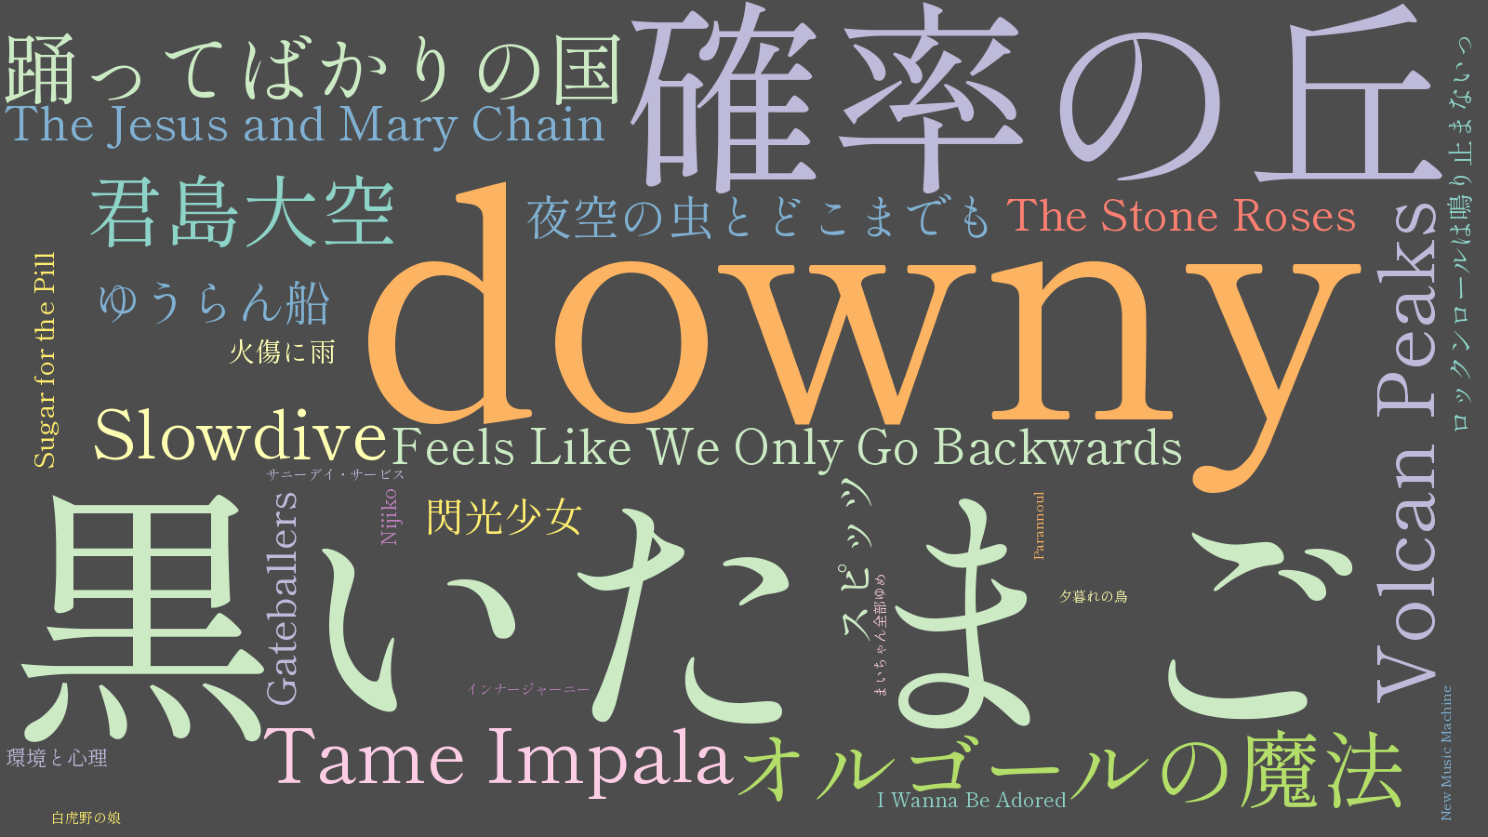 踊ってばかりの国
確率の丘
The Jesus and Mary Chain
ロックンロールは鳴り止まないっ
君島大空
夜空の虫とどこまでも
The Stone Roses
downy
Volcan Peaks
ゆうらん船
Sugar for the Pill
火傷に雨
Slowdive
Feels Like We Only Go Backwards
サニーデイ・サービス
Gateballers
Nijiko
閃光少女
スピッツ
Parannoul
黒いたまご
まいちゃん全部ゆめ
夕暮れの鳥
インナージャーニー
New Music Machine
Tame Impala
オルゴールの魔法
環境と心理
I Wanna Be Adored
白虎野の娘